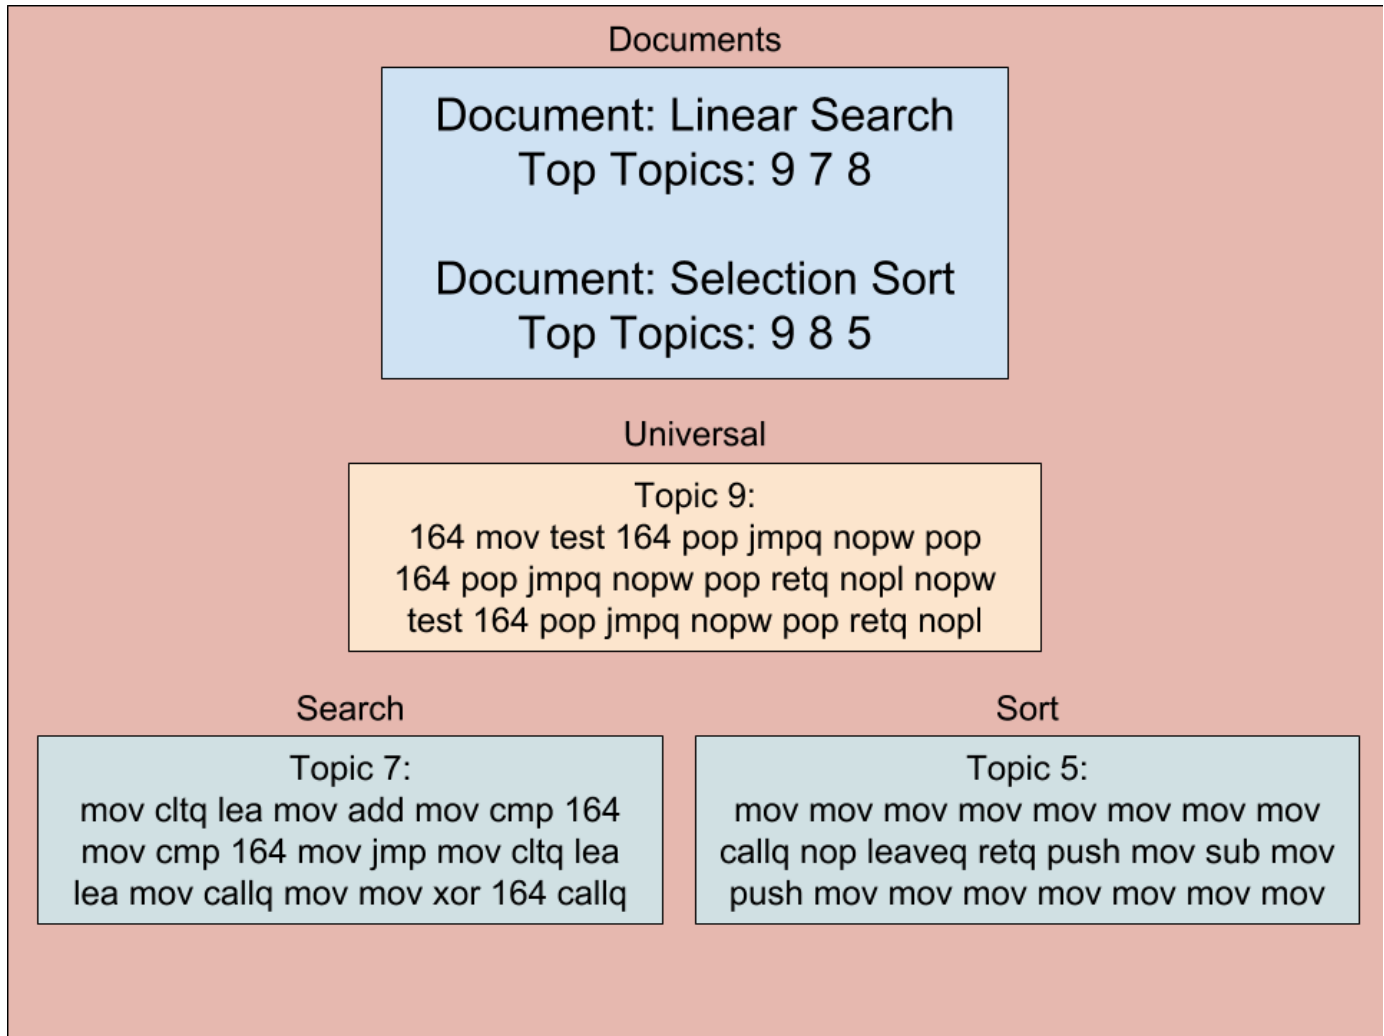 Documents
Document: Linear Search
Top Topics: 9 7 8
Document: Selection Sort
Top Topics: 9 8 5
Universal
Topic 9:
164 mov test 164 pop jmpq nopw pop
164 pop jmpq nopw pop retq nopl nopw
test 164 pop jmpq nopw pop retq nopl
Search
Topic 7:
mov cltq lea mov add mov cmp 164
mov cmp 164 mov jmp mov cltq lea
lea mov callq mov mov xor 164 callq
Sort
Topic 5:
mov mov mov mov mov mov mov mov
callq nop leaveq retq push mov sub mov
push mov mov mov mov mov mov mov